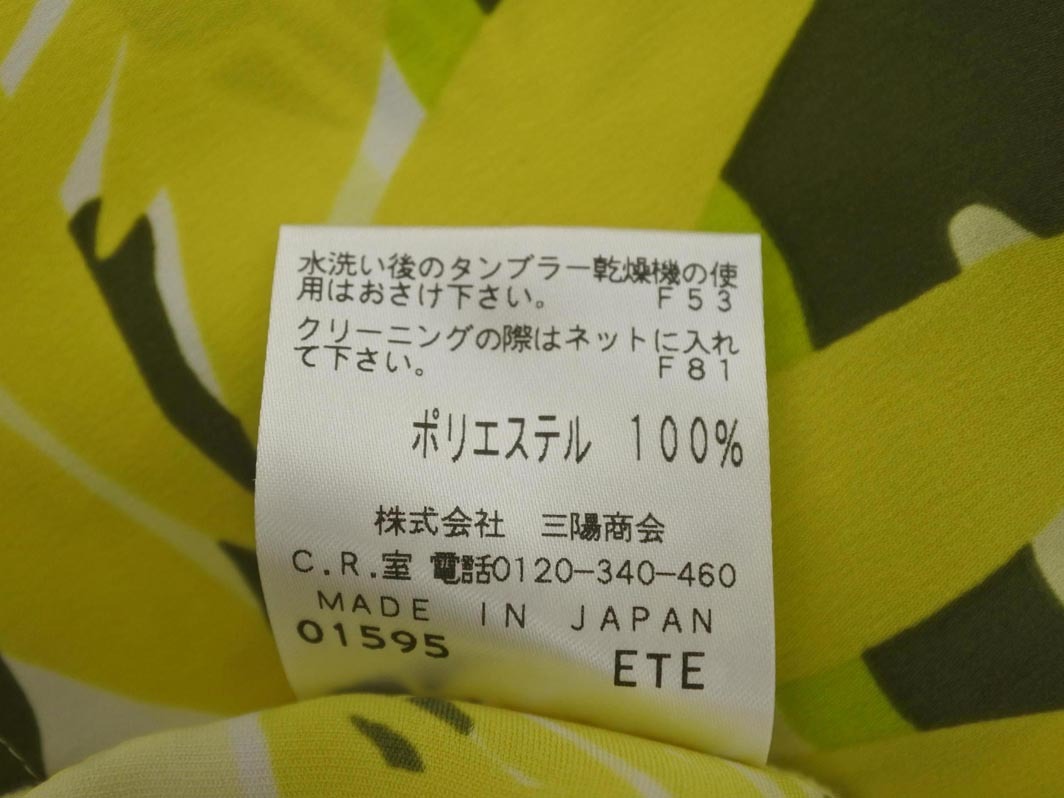 水洗い後のタンブラー乾燥機の使
用はおさけ下さい。 F53
クリーニングの際はネットに入れ
て下さい。 F81
ポリエステル 100%
株式会社 三陽商会
C.R.室 電話0120-340-460
MADE IN JAPAN
01595
ETE